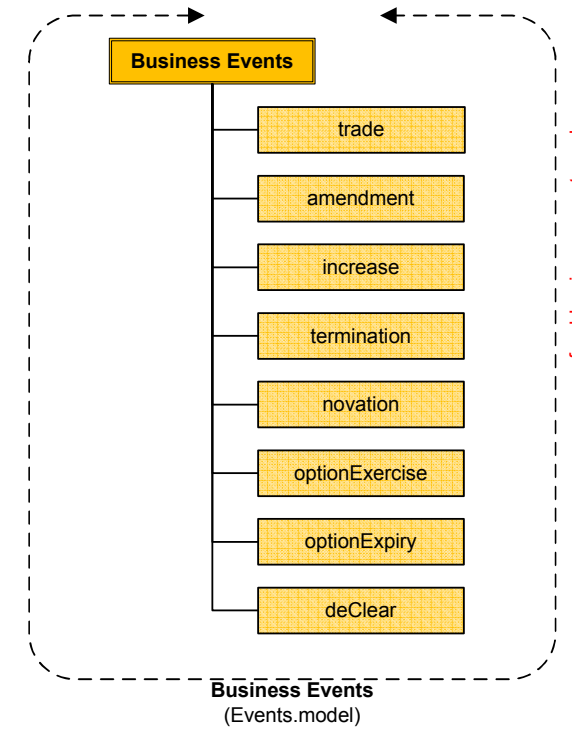 Business Events
trade
amendment
increase
termination
novation
optionExercise
optionExpiry
deClear
Business Events
(Events.model)